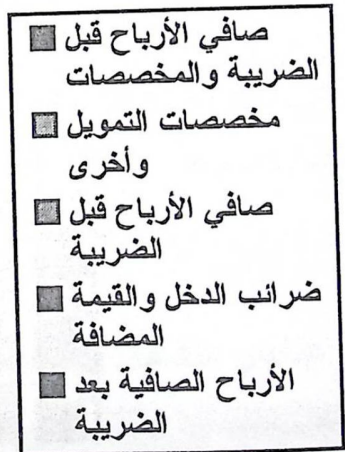 صافي الأرباح قبل
الضريبة والمخصصات
مخصصات التمويل
وأخرى
صافي الأرباح قبل
الضريبة
ضرائب الدخل والقيمة
المضافة
الأرباح الصافية بعد
الضريبة